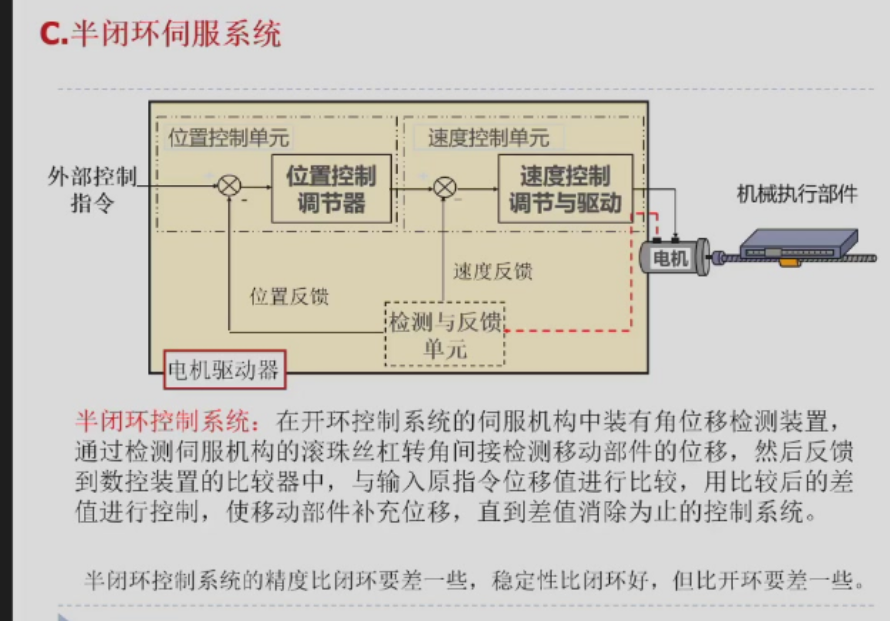 C.半闭环伺服系统
位置控制单元
速度控制单元
外部控制
指令
位置控制
调节器
速度控制
调节与驱动
机械执行部件
电机
速度反馈
位置反馈
检测与反馈
单元
电机驱动器
半闭环控制系统：在开环控制系统的伺服机构中装有角位移检测装置，
通过检测伺服机构的滚珠丝杠转角间接检测移动部件的位移，然后反馈
到数控装置的比较器中，与输入原指令位移值进行比较，用比较后的差
值进行控制，使移动部件补充位移，直到差值消除为止的控制系统。
半闭环控制系统的精度比闭环要差一些，稳定性比闭环好，但比开环要差一些。